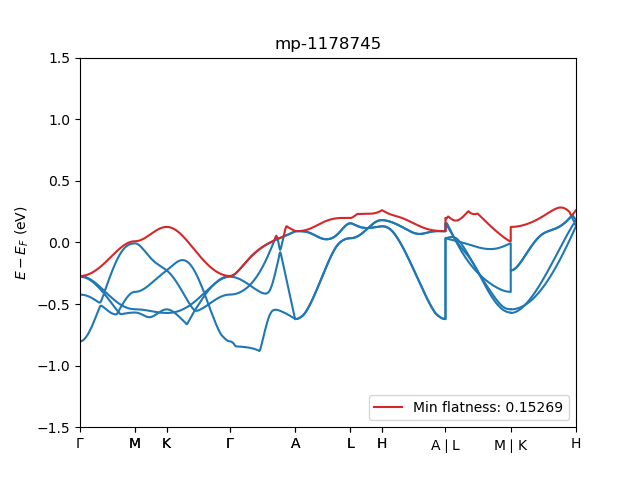 mp-1178745
E − E_F (eV)
1.5
1.0
0.5
0.0
−0.5
−1.0
−1.5
Min flatness: 0.15269
Γ M K Γ A L H A | L M | K H